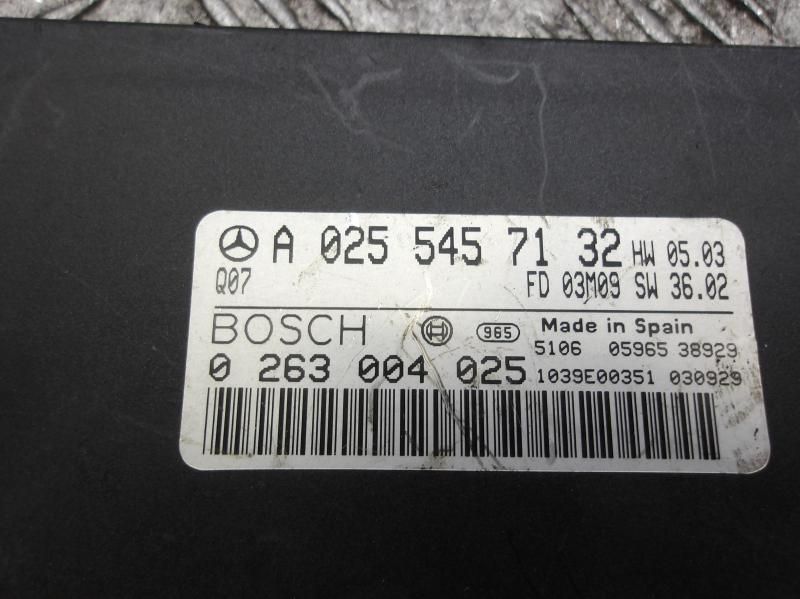 A 025 545 71 32 HW 05.03
Q07 FD 03M09 SW 36.02
BOSCH 965 Made in Spain
5106 05965 38929
0 263 004 025 1039E00351 030929